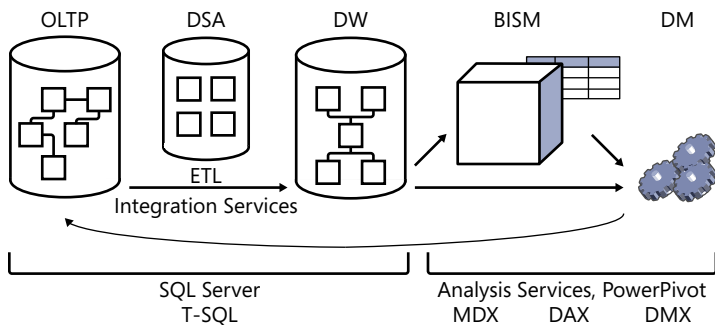 OLTP DSA DW BISM DM
ETL
Integration Services
SQL Server Analysis Services, PowerPivot
T-SQL MDX DAX DMX